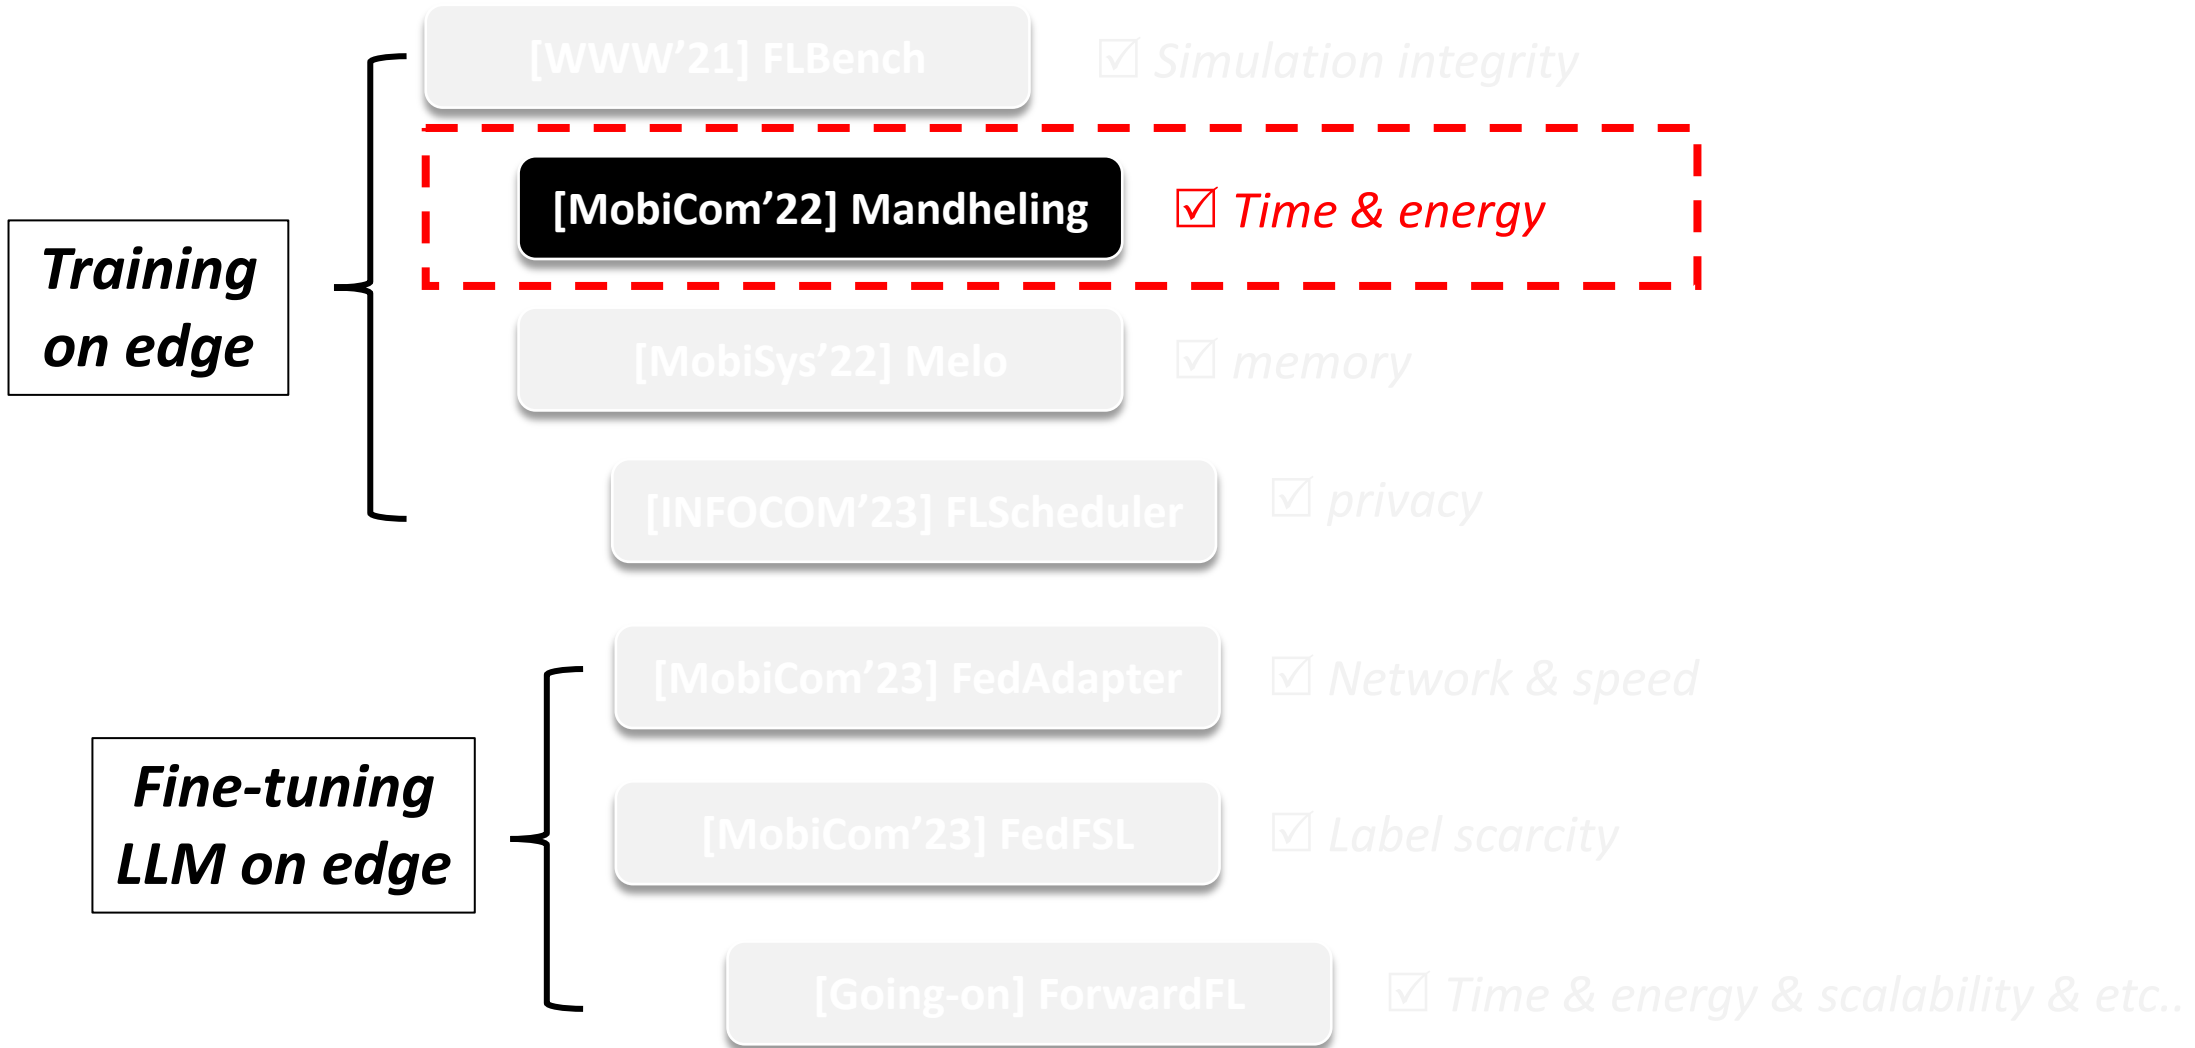 [WWW’21] FLBench
☑ Simulation integrity
[MobiCom’22] Mandheling
☑ Time & energy
Training
on edge
[MobiSys’22] Melo
☑ memory
[INFOCOM’23] FLScheduler
☑ privacy
[MobiCom’23] FedAdapter
☑ Network & speed
Fine-tuning
LLM on edge
[MobiCom’23] FedFSL
☑ Label scarcity
[Going-on] ForwardFL
☑ Time & energy & scalability & etc..